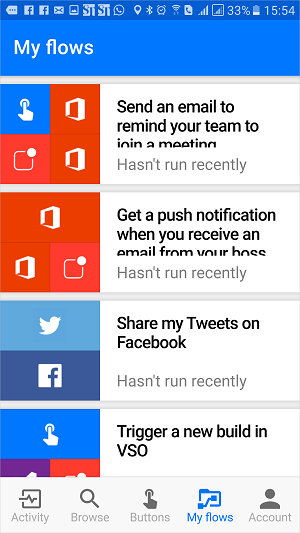 33% 15:54
My flows
Send an email to
remind your team to
join a meeting
Hasn't run recently
Get a push notification
when you receive an
email from your boss
Hasn't run recently
Share my Tweets on
Facebook
Hasn't run recently
Trigger a new build in
VSO
Activity Browse Buttons My flows Account